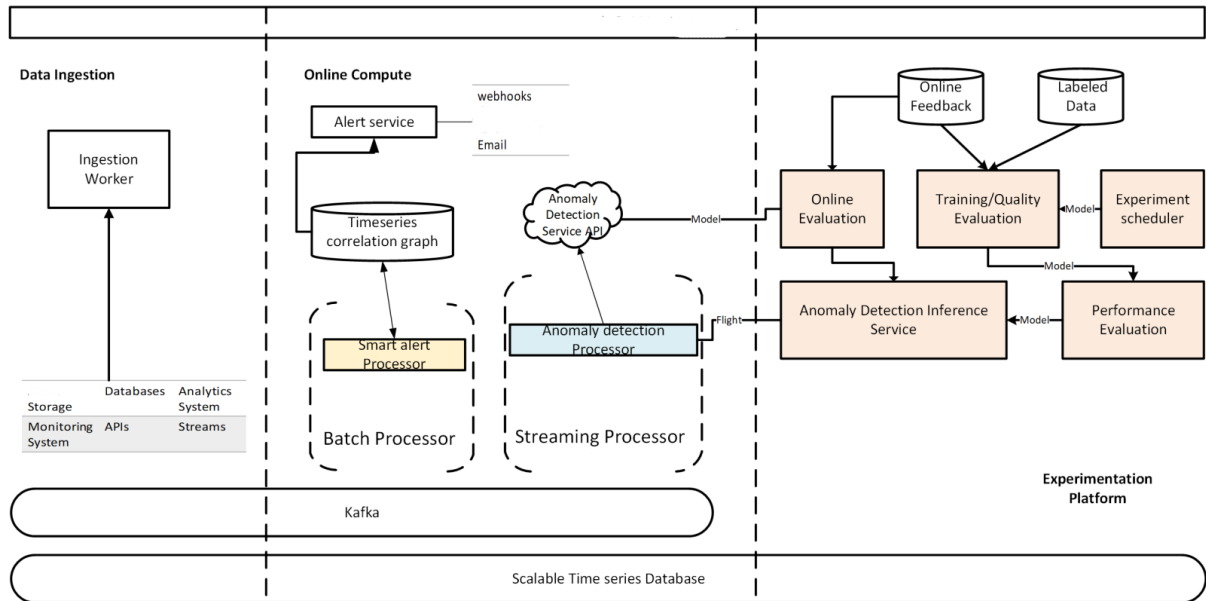 Data Ingestion
Online Compute
webhooks
Alert service
Email
Ingestion
Worker
Timeseries
correlation graph
Anomaly
Detection
Service API
Smart alert
Processor
Anomaly detection
Processor
Batch Processor
Streaming Processor
Databases
Analytics
System
Storage
Monitoring
System
APIs
Streams
Online
Feedback
Labeled
Data
Online
Evaluation
Training/Quality
Evaluation
Experiment
scheduler
Model
Model
Model
Anomaly Detection Inference
Service
Performance
Evaluation
Flight
Model
Experimentation
Platform
Kafka
Scalable Time series Database